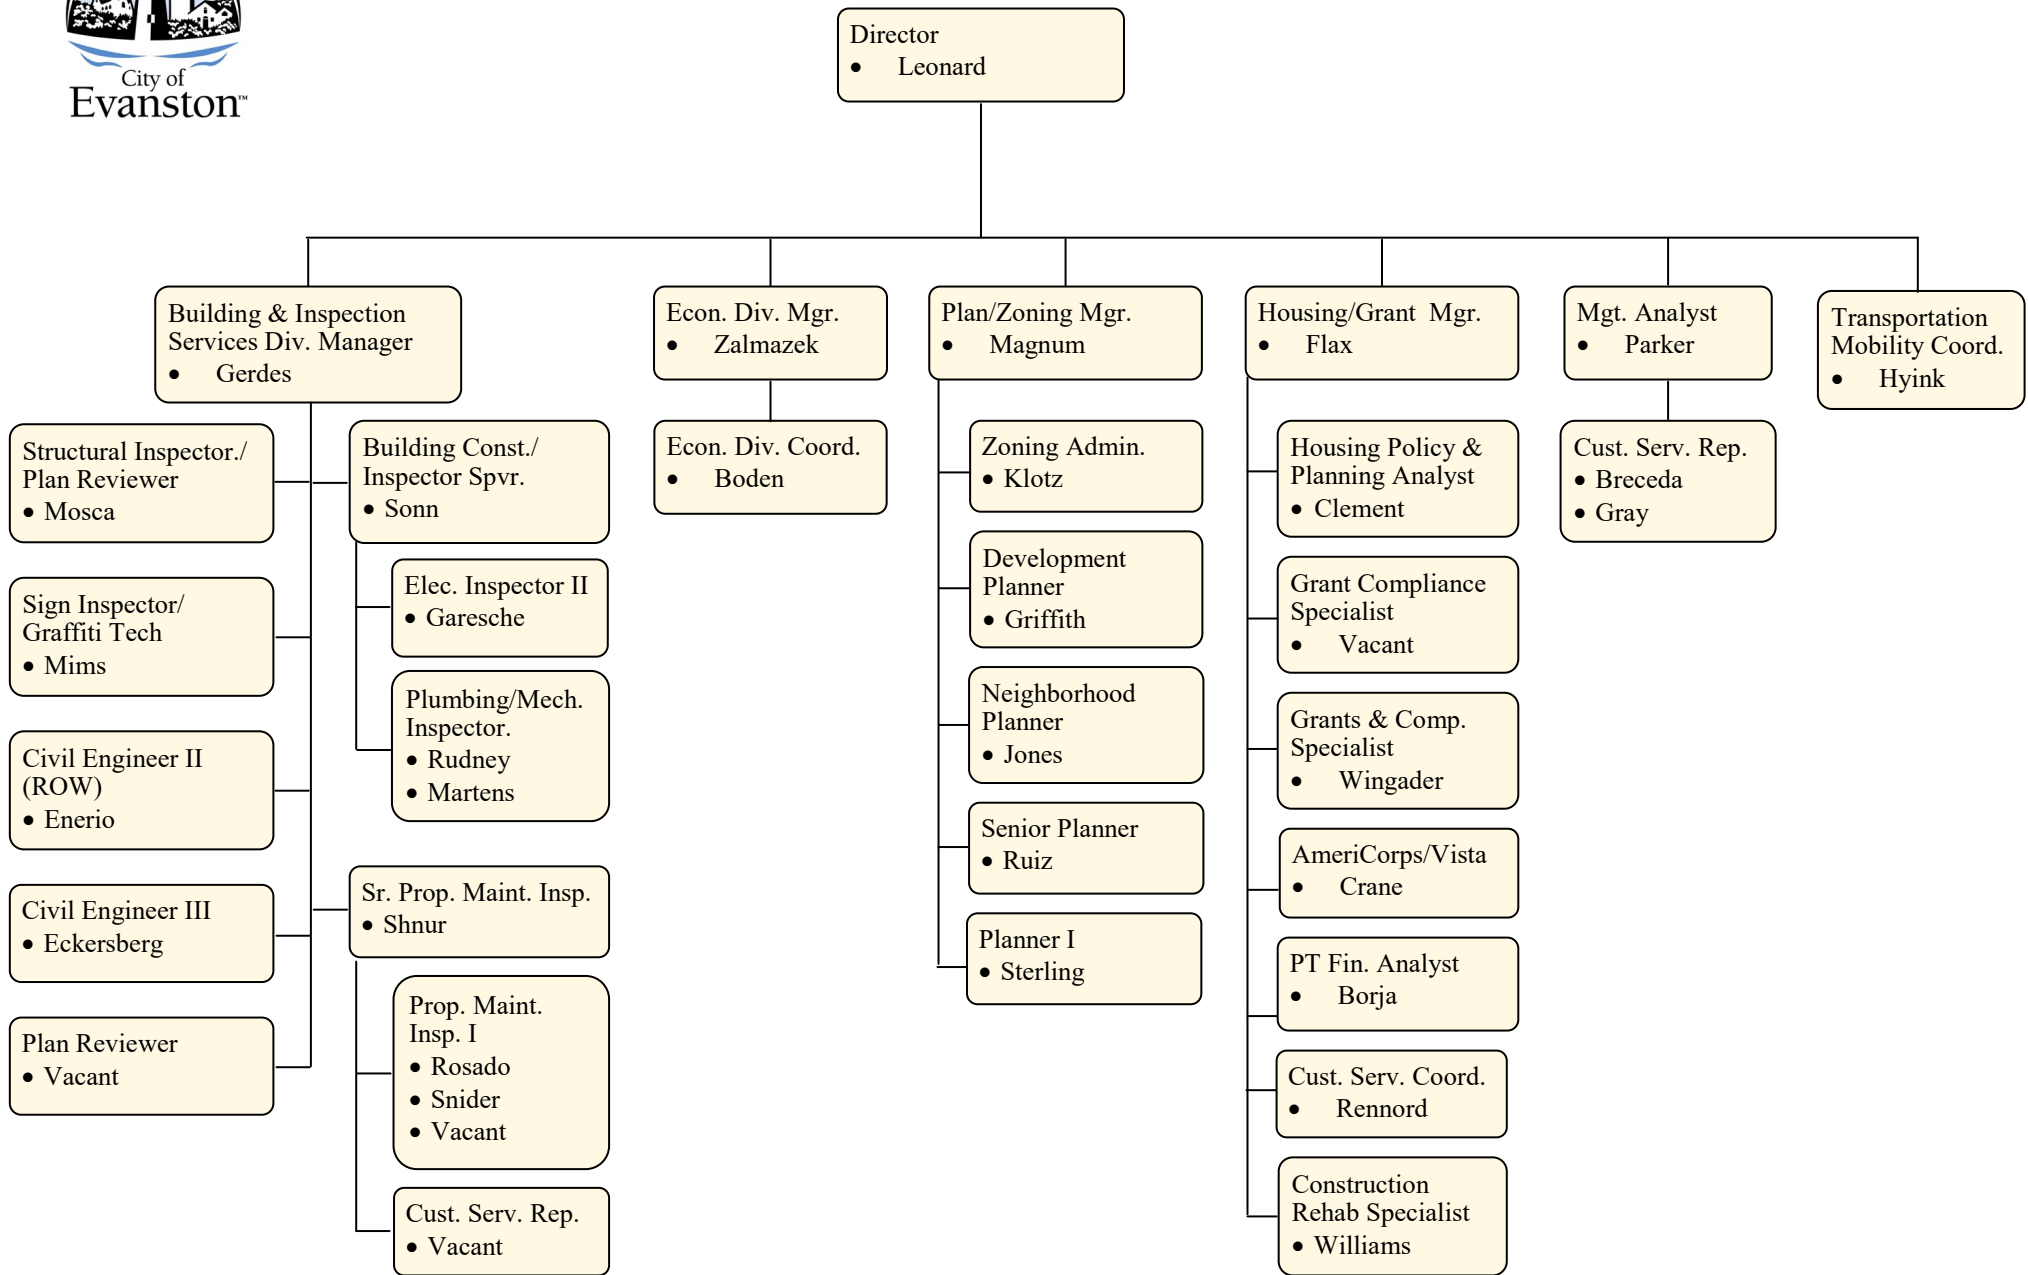 City of
Evanston™
Director
• Leonard
Building & Inspection
Services Div. Manager
• Gerdes
Structural Inspector./
Plan Reviewer
• Mosca
Sign Inspector/
Graffiti Tech
• Mims
Civil Engineer II
(ROW)
• Enerio
Civil Engineer III
• Eckersberg
Plan Reviewer
• Vacant
Building Const./
Inspector Spvr.
• Sonn
Elec. Inspector II
• Garesche
Plumbing/Mech.
Inspector.
• Rudney
• Martens
Sr. Prop. Maint. Insp.
• Shnur
Prop. Maint.
Insp. I
• Rosado
• Snider
• Vacant
Cust. Serv. Rep.
• Vacant
Econ. Div. Mgr.
• Zalmazek
Econ. Div. Coord.
• Boden
Plan/Zoning Mgr.
• Magnum
Zoning Admin.
• Klotz
Development
Planner
• Griffith
Neighborhood
Planner
• Jones
Senior Planner
• Ruiz
Planner I
• Sterling
Housing/Grant Mgr.
• Flax
Housing Policy &
Planning Analyst
• Clement
Grant Compliance
Specialist
• Vacant
Grants & Comp.
Specialist
• Wingader
AmeriCorps/Vista
• Crane
PT Fin. Analyst
• Borja
Cust. Serv. Coord.
• Rennord
Construction
Rehab Specialist
• Williams
Mgt. Analyst
• Parker
Cust. Serv. Rep.
• Breceda
• Gray
Transportation
Mobility Coord.
• Hyink